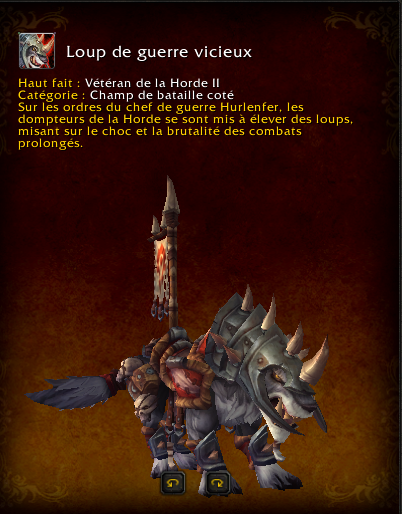 Loup de guerre vicieux
Haut fait : Vétéran de la Horde II
Catégorie : Champ de bataille coté
Sur les ordres du chef de guerre Hurlenfer, les
dompteurs de la Horde se sont mis à élever des loups,
misant sur le choc et la brutalité des combats
prolongés.